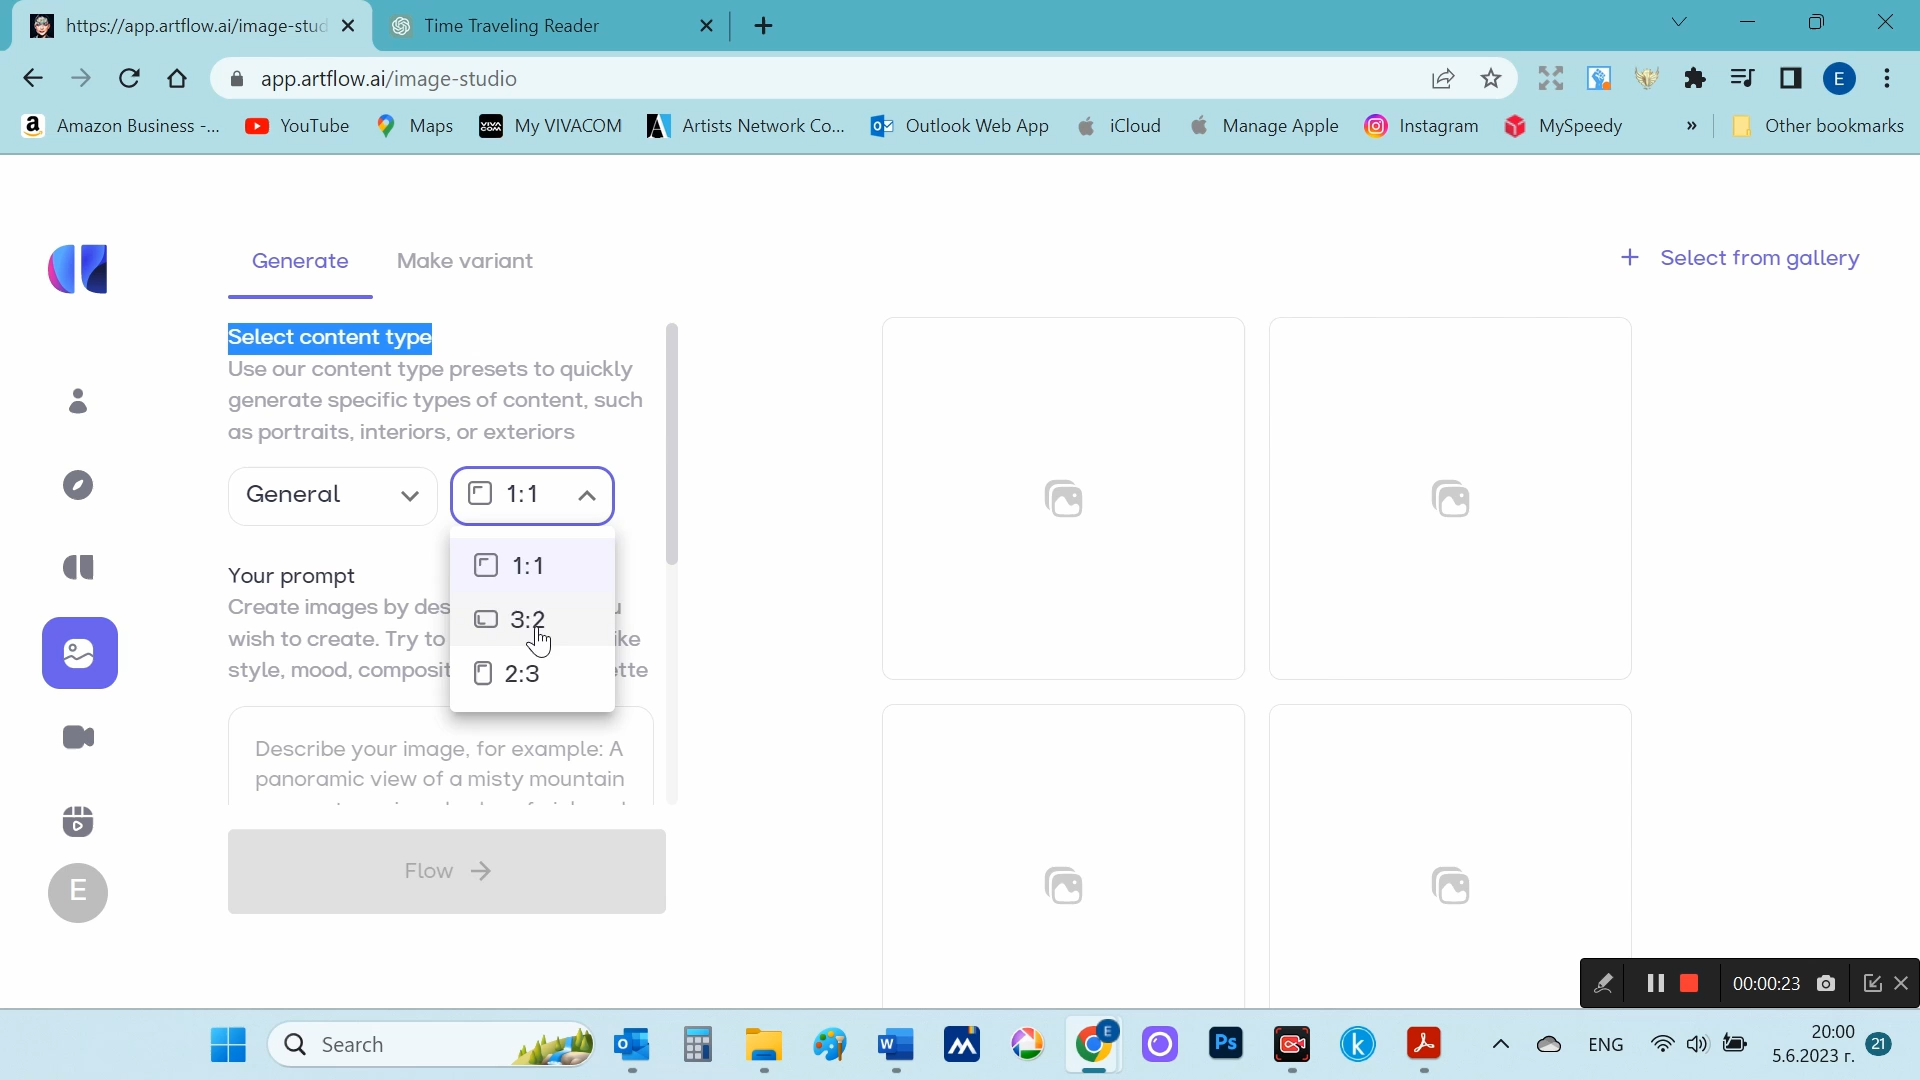 https://app.artflow.ai/image-stud
Time Traveling Reader
app.artflow.ai/image-studio
E
Amazon Business -...
YouTube
Maps
VIVA COM
My VIVACOM
Artists Network Co...
Outlook Web App
iCloud
Manage Apple
Instagram
MySpeedy
»
Other bookmarks
Generate
Make variant
+ Select from gallery
Select content type
Use our content type presets to quickly
generate specific types of content, such
as portraits, interiors, or exteriors
General
1:1
1:1
3:2
2:3
Your prompt
Create images by des
wish to create. Try to
ike
style, mood, composit
ette
Describe your image, for example: A
panoramic view of a misty mountain
Flow →
E
00:00:23
Search
E
Ps
k
ENG
20:00
5.6.2023 г.
21